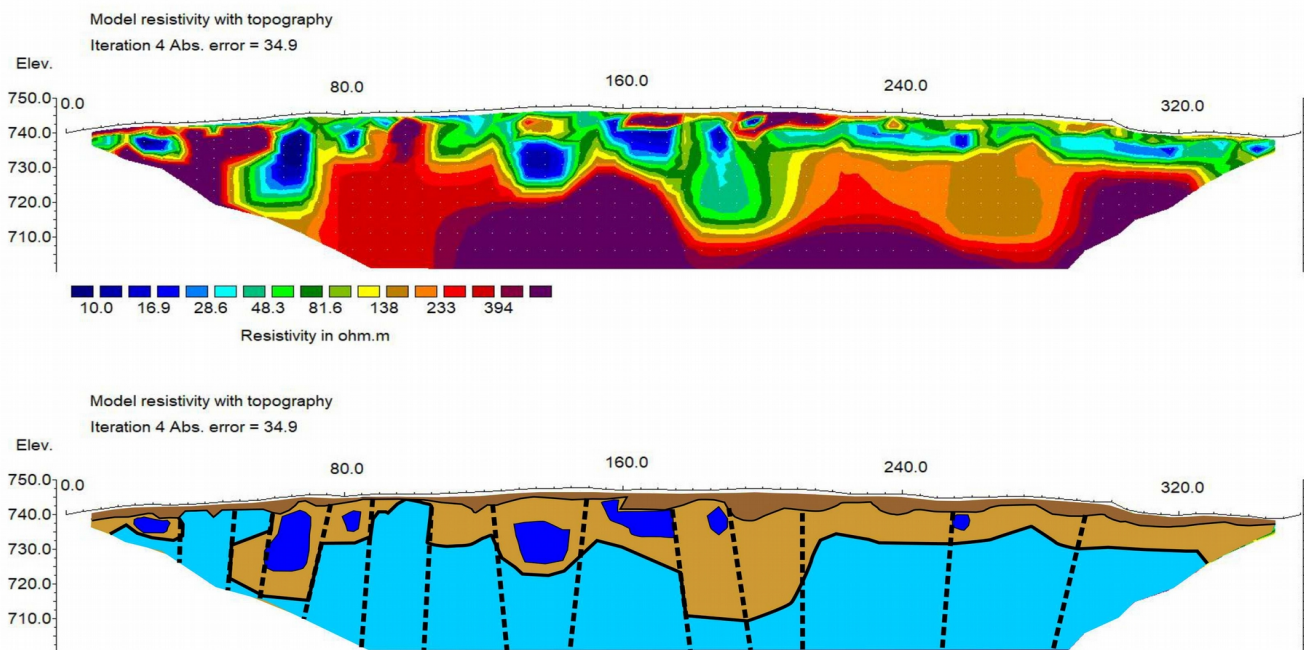 Model resistivity with topography
Iteration 4 Abs. error = 34.9
Elev.
750.0 0.0 80.0 160.0 240.0 320.0
740.0
730.0
720.0
710.0
10.0 16.9 28.6 48.3 81.6 138 233 394
Resistivity in ohm.m
Model resistivity with topography
Iteration 4 Abs. error = 34.9
Elev.
750.0 0.0 80.0 160.0 240.0 320.0
740.0
730.0
720.0
710.0